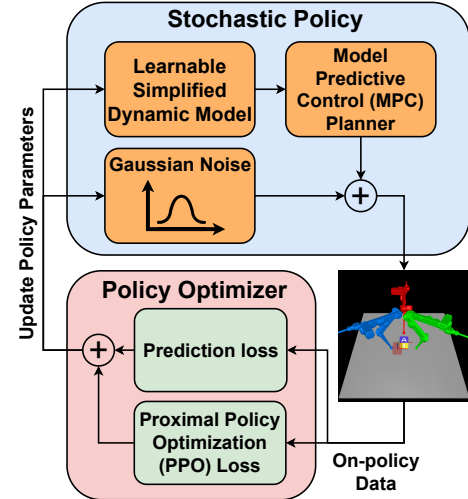 Stochastic Policy
Learnable
Simplified
Dynamic Model
Model
Predictive
Control (MPC)
Planner
Gaussian Noise
+
Update Policy Parameters
Policy Optimizer
+
Prediction loss
Proximal Policy
Optimization
(PPO) Loss
On-policy
Data